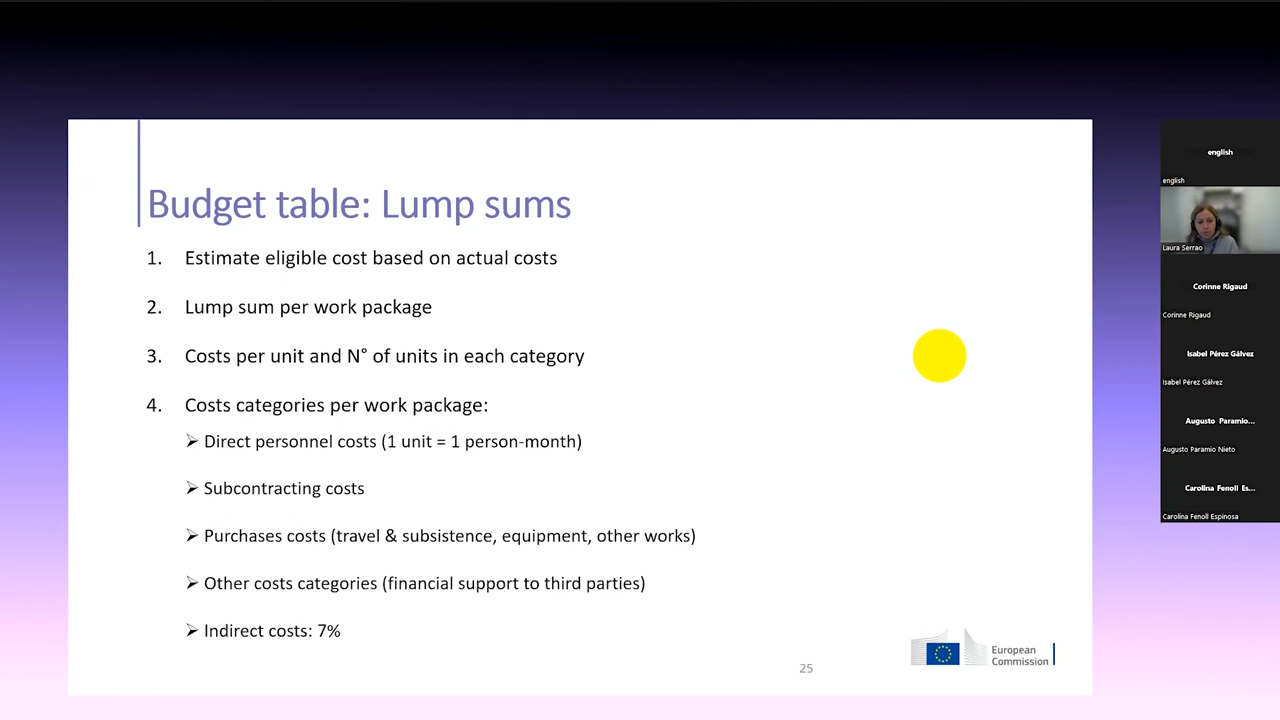 Budget table: Lump sums
1. Estimate eligible cost based on actual costs
2. Lump sum per work package
3. Costs per unit and N° of units in each category
4. Costs categories per work package:
➢ Direct personnel costs (1 unit = 1 person-month)
➢ Subcontracting costs
➢ Purchases costs (travel & subsistence, equipment, other works)
➢ Other costs categories (financial support to third parties)
➢ Indirect costs: 7%
25
European
Commission
english
english
Laura Serrao
Corinne Rigaud
Corinne Rigaud
Isabel Pérez Gálvez
Isabel Pérez Gálvez
Augusto Paramio...
Augusto Paramio Nieto
Carolina Fenoll Es...
Carolina Fenoll Espinosa